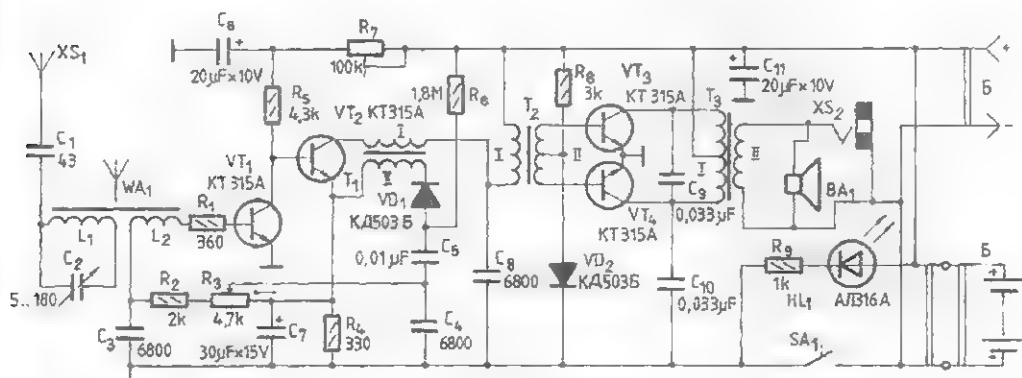 XS1
C6
+
20µF×10V
R7
100k
R5
4,3k
VT2 KT315A
1,8M
R6
I
II
T1
VD1
КД503Б
C5
0,01µF
C1
43
WA1
VT1
KT315A
R1
360
L1
L2
C2
5..180
R2
2k
R3
4,7k
C3
6800
C7
+
30µF×15V
R4
330
C4
6800
C8
6800
T2
I
II
R8
3k
VT3
KT315A
VT4
KT315A
VD2
КД503Б
C9
0,033µF
C10
0,033µF
T3
I
II
+
C11
20µF×10V
XS2
BA1
R9
1k
HL1
АЛ316А
SA1
+
Б
-
Б
+
+